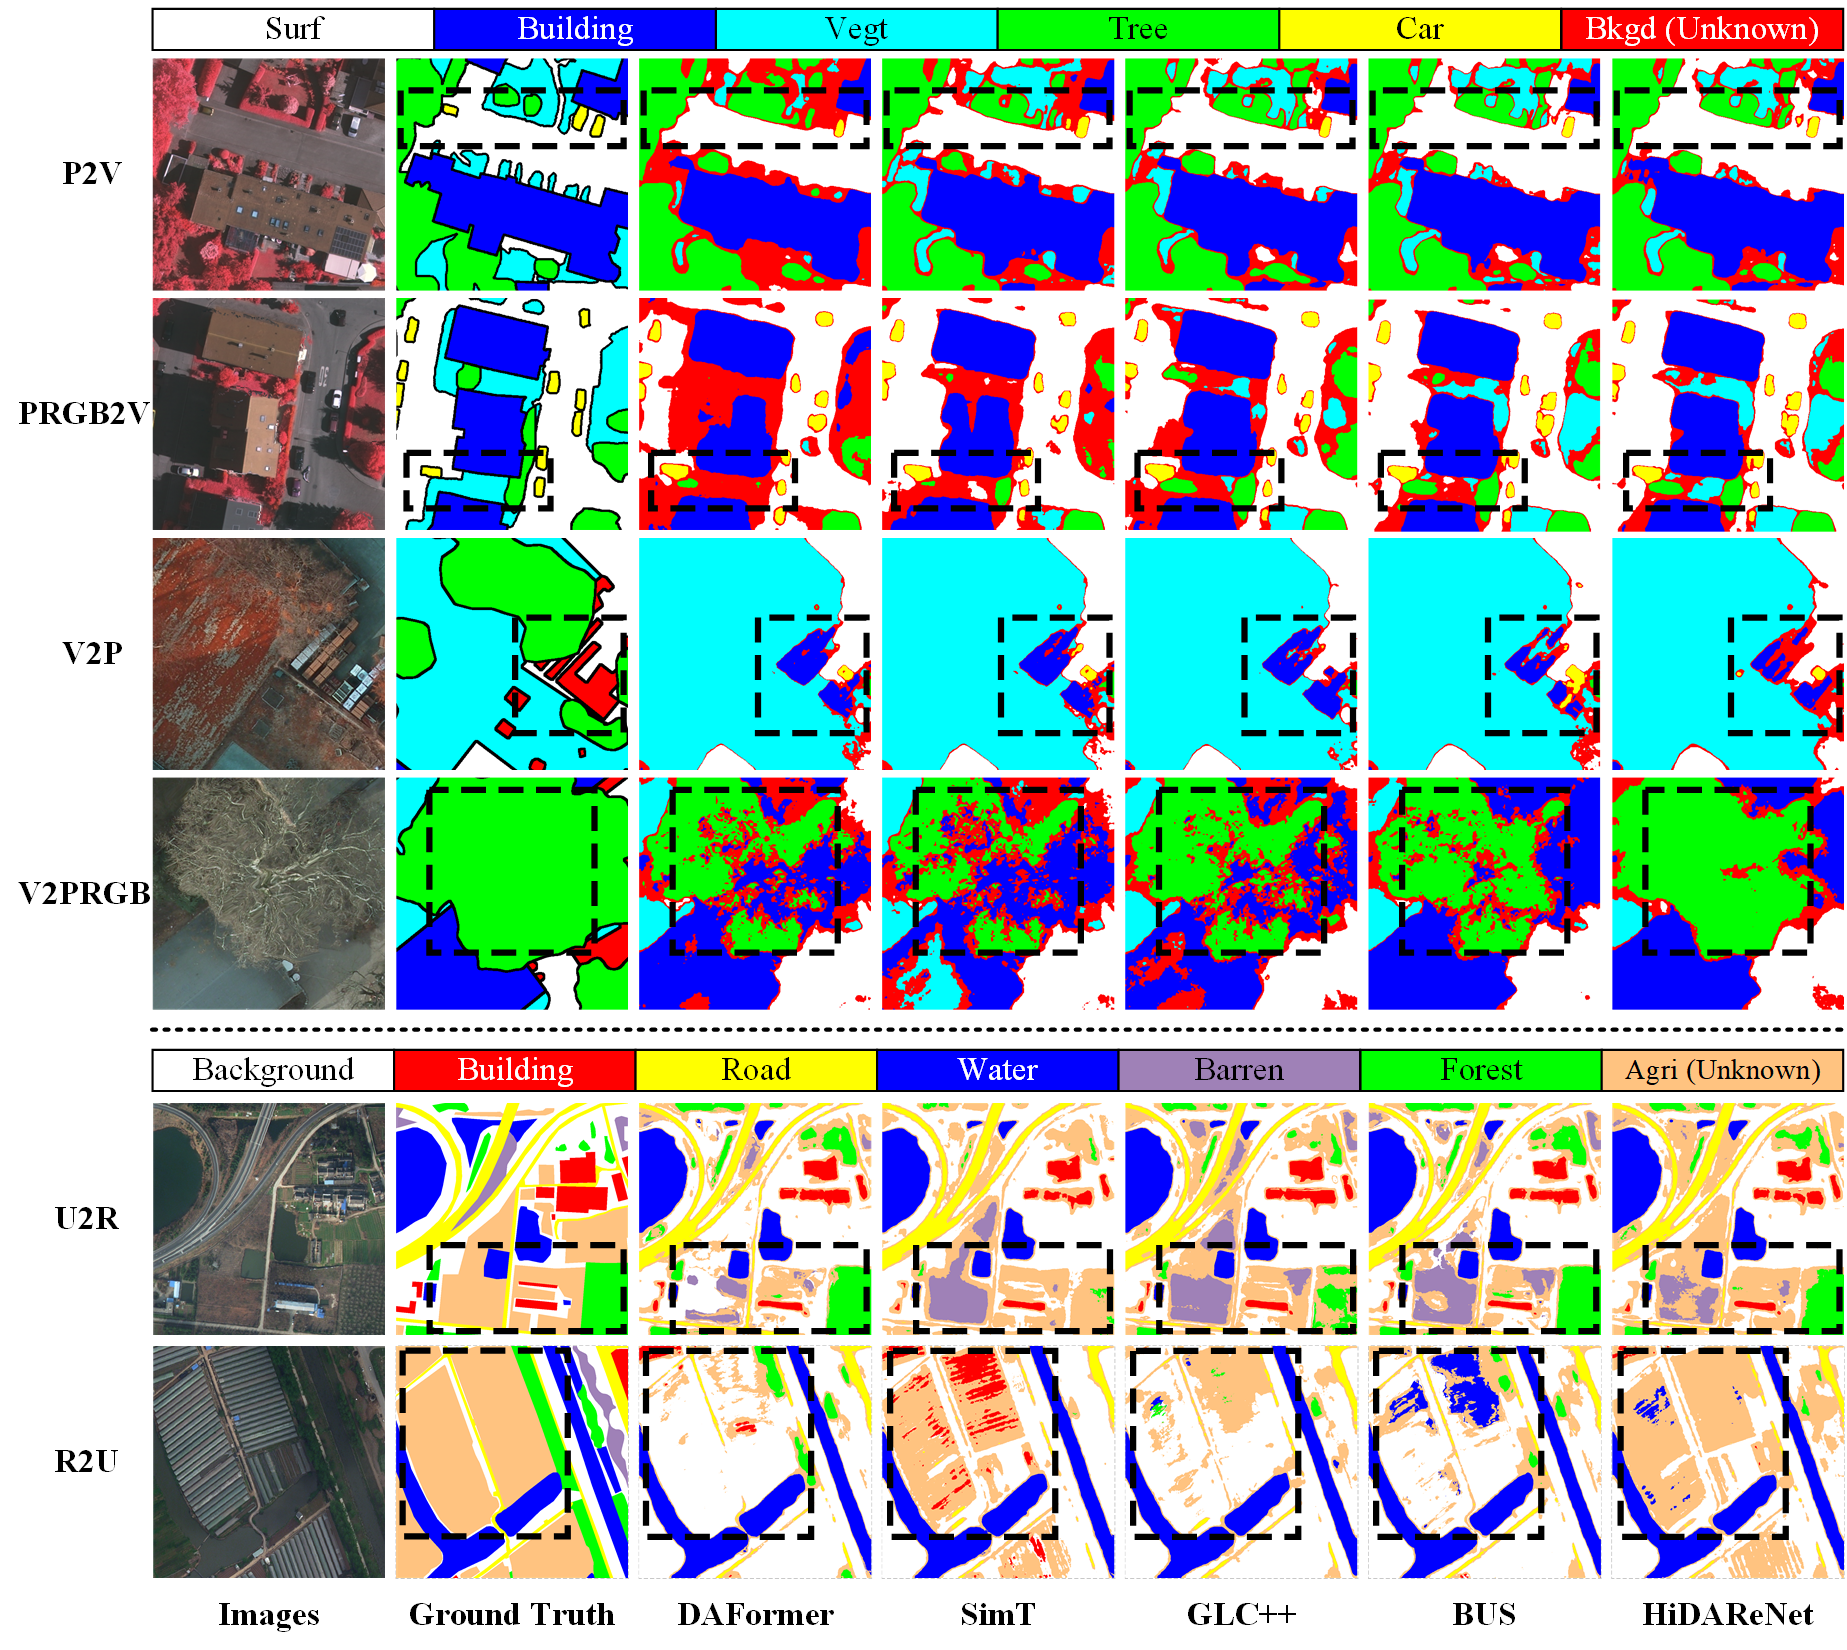 Surf Building Vegt Tree Car Bkgd (Unknown)
P2V
PRGB2V
V2P
V2PRGB
Background Building Road Water Barren Forest Agri (Unknown)
U2R
R2U
Images Ground Truth DAFormer SimT GLC++ BUS HiDAReNet